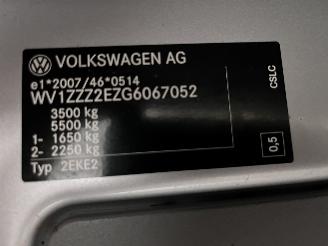 VOLKSWAGEN AG
e1*2007/46*0514
WV1ZZZ2EZG6067052
3500 kg
5500 kg
1- 1650 kg
2- 2250 kg
Typ 2EKE2
CSLC
0,5